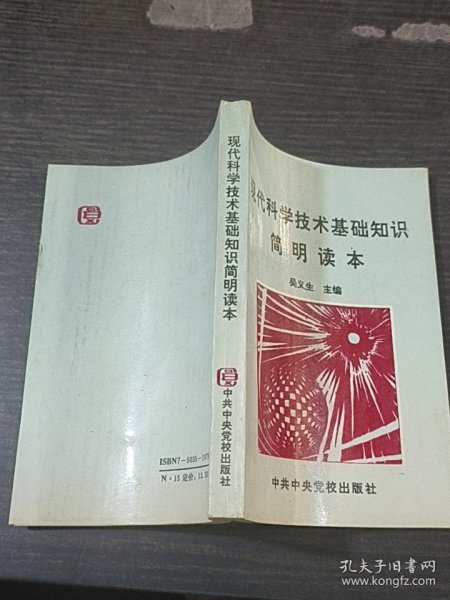 现代科学技术基础知识
简明读本
吴义生 主编
中共中央党校出版社
现代科学技术基础知识简明读本
中共中央党校出版社
ISBN7-5035-
N·15 定价:11.
孔夫子旧书网
www.kongfz.com